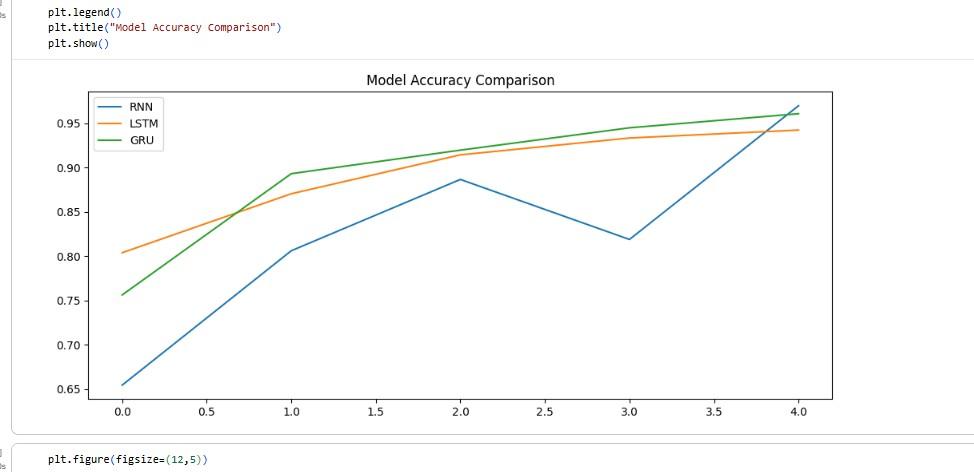 plt.legend()
plt.title("Model Accuracy Comparison")
plt.show()
Model Accuracy Comparison
RNN
LSTM
GRU
0.95
0.90
0.85
0.80
0.75
0.70
0.65
0.0 0.5 1.0 1.5 2.0 2.5 3.0 3.5 4.0
plt.figure(figsize=(12,5))